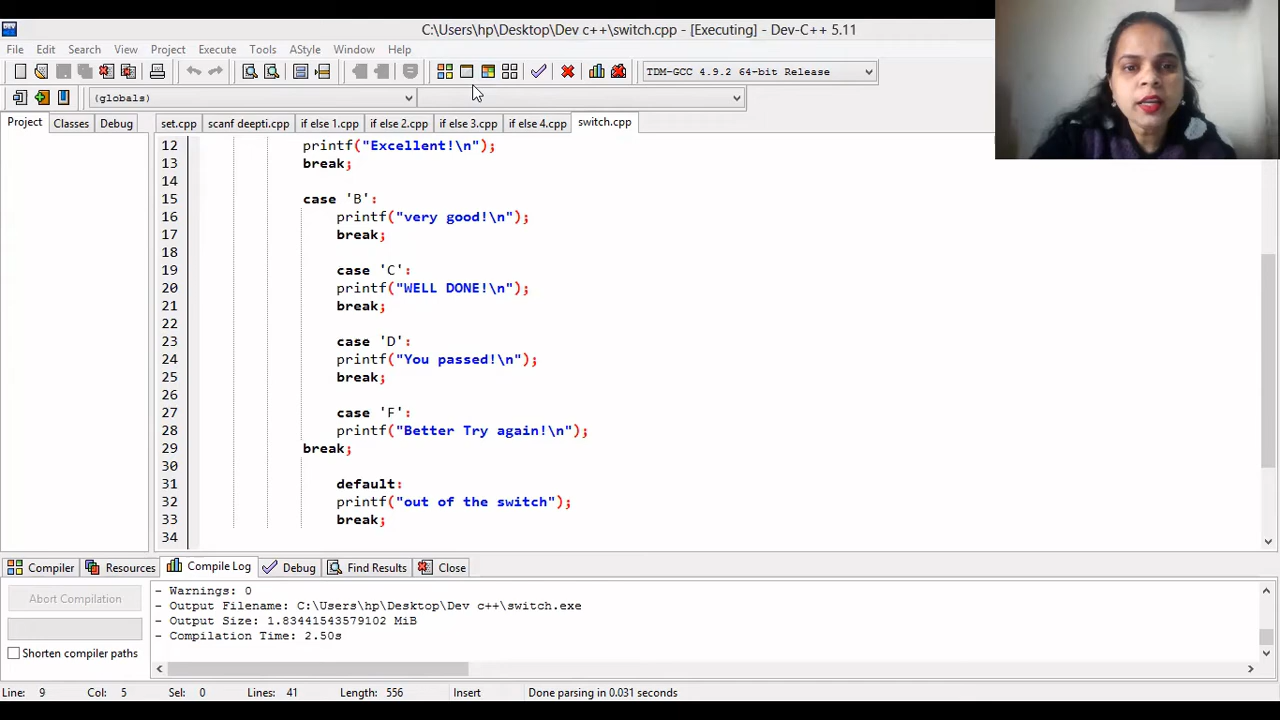 C:\Users\hp\Desktop\Dev c++\switch.cpp - [Executing] - Dev-C++ 5.11
File Edit Search View Project Execute Tools AStyle Window Help
TDM-GCC 4.9.2 64-bit Release
(globals)
Project Classes Debug
set.cpp scanf deepti.cpp if else 1.cpp if else 2.cpp if else 3.cpp if else 4.cpp switch.cpp
12 printf("Excellent!\n");
13 break;
14
15 case 'B':
16 printf("very good!\n");
17 break;
18
19 case 'C':
20 printf("WELL DONE!\n");
21 break;
22
23 case 'D':
24 printf("You passed!\n");
25 break;
26
27 case 'F':
28 printf("Better Try again!\n");
29 break;
30
31 default:
32 printf("out of the switch");
33 break;
34
Compiler Resources Compile Log Debug Find Results Close
Abort Compilation
Shorten compiler paths
- Warnings: 0
- Output Filename: C:\Users\hp\Desktop\Dev c++\switch.exe
- Output Size: 1.83441543579102 MiB
- Compilation Time: 2.50s
Line: 9 Col: 5 Sel: 0 Lines: 41 Length: 556 Insert Done parsing in 0.031 seconds